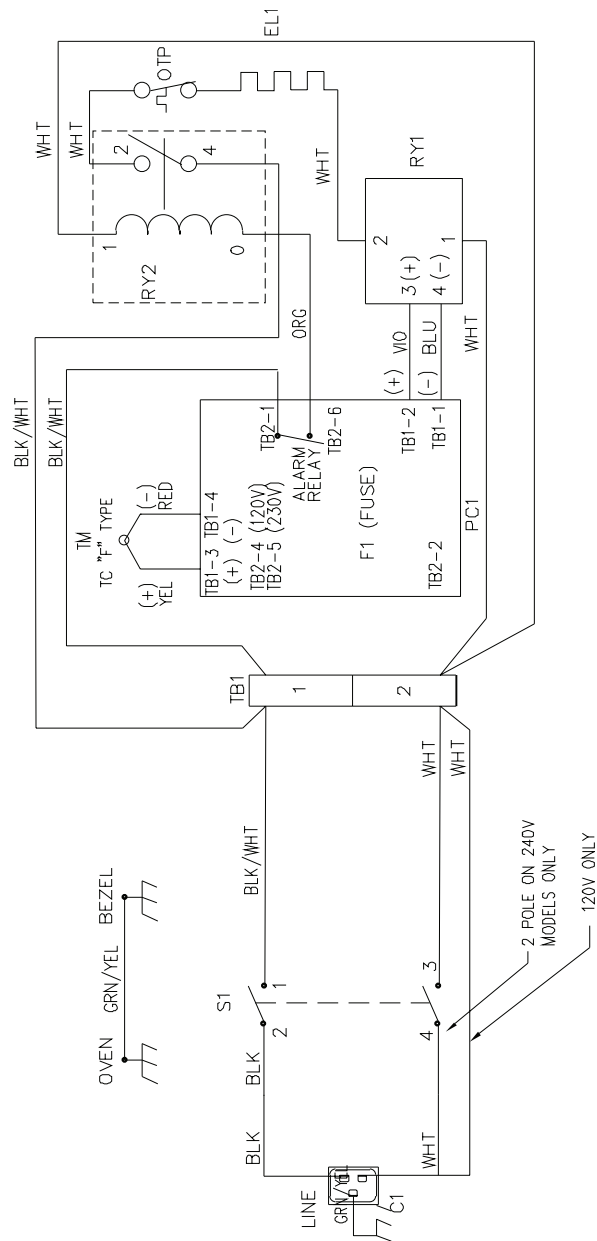 LINE
GRN/YEL
C1
BLK
BLK
WHT
OVEN
GRN/YEL
BEZEL
S1
2
1
4
3
BLK/WHT
WHT
WHT
2 POLE ON 240V
MODELS ONLY
120V ONLY
TB1
1
2
BLK/WHT
BLK/WHT
TM
TC "F" TYPE
(+)
YEL
(-)
RED
TB1-3
TB1-4
(+)
(-)
TB2-4 (120V)
TB2-5 (230V)
ALARM
RELAY
TB2-1
TB2-6
F1 (FUSE)
TB2-2
TB1-2
TB1-1
PC1
ORG
(+)
VIO
(-)
BLU
WHT
RY2
1
0
2
4
WHT
WHT
OTP
EL1
WHT
3 (+)
4 (-)
2
1
RY1